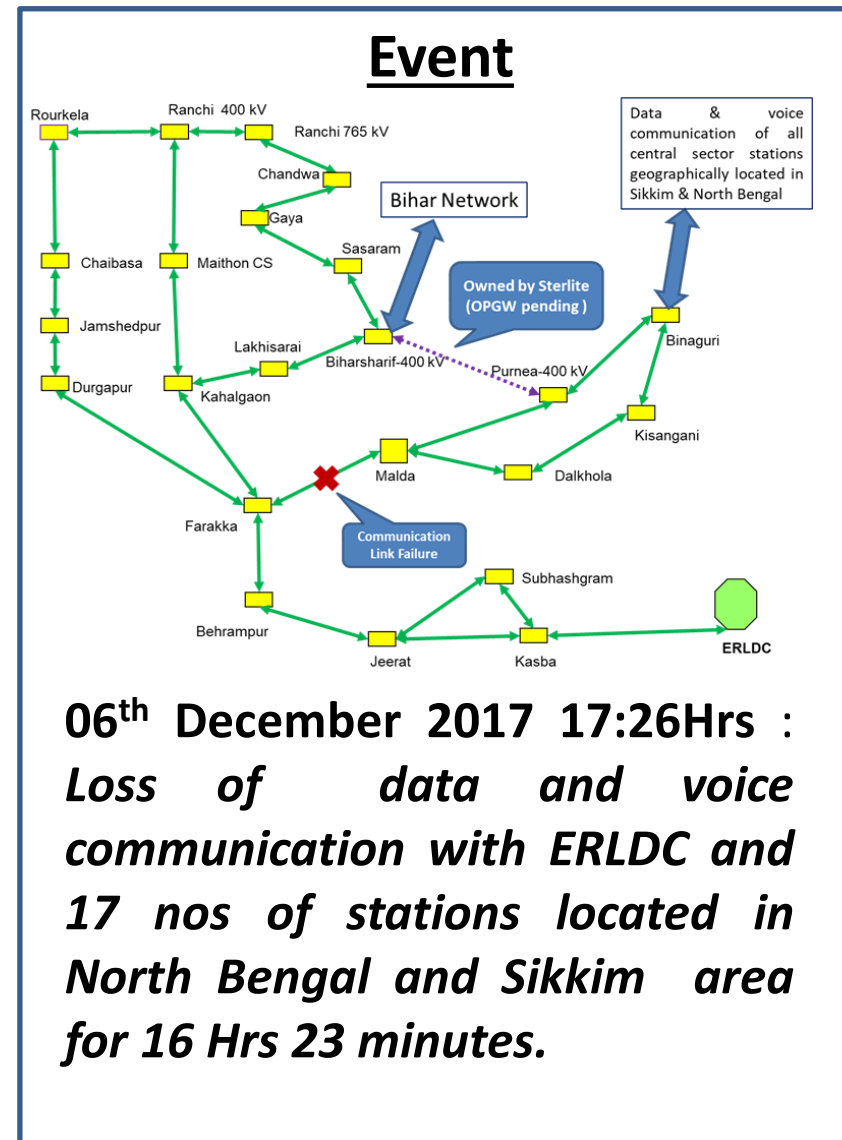 Event
Rourkela
Ranchi 400 kV
Ranchi 765 kV
Chandwa
Gaya
Bihar Network
Data & voice
communication of all
central sector stations
geographically located in
Sikkim & North Bengal
Sasaram
Chaibasa
Maithon CS
Owned by Sterlite
(OPGW pending )
Jamshedpur
Lakhisarai
Biharsharif-400 kV
Binaguri
Durgapur
Kahalgaon
Purnea-400 kV
Kisangani
Malda
Dalkhola
Farakka
Communication
Link Failure
Subhashgram
Behrampur
Jeerat
Kasba
ERLDC
06th December 2017 17:26Hrs :
Loss of data and voice
communication with ERLDC and
17 nos of stations located in
North Bengal and Sikkim area
for 16 Hrs 23 minutes.